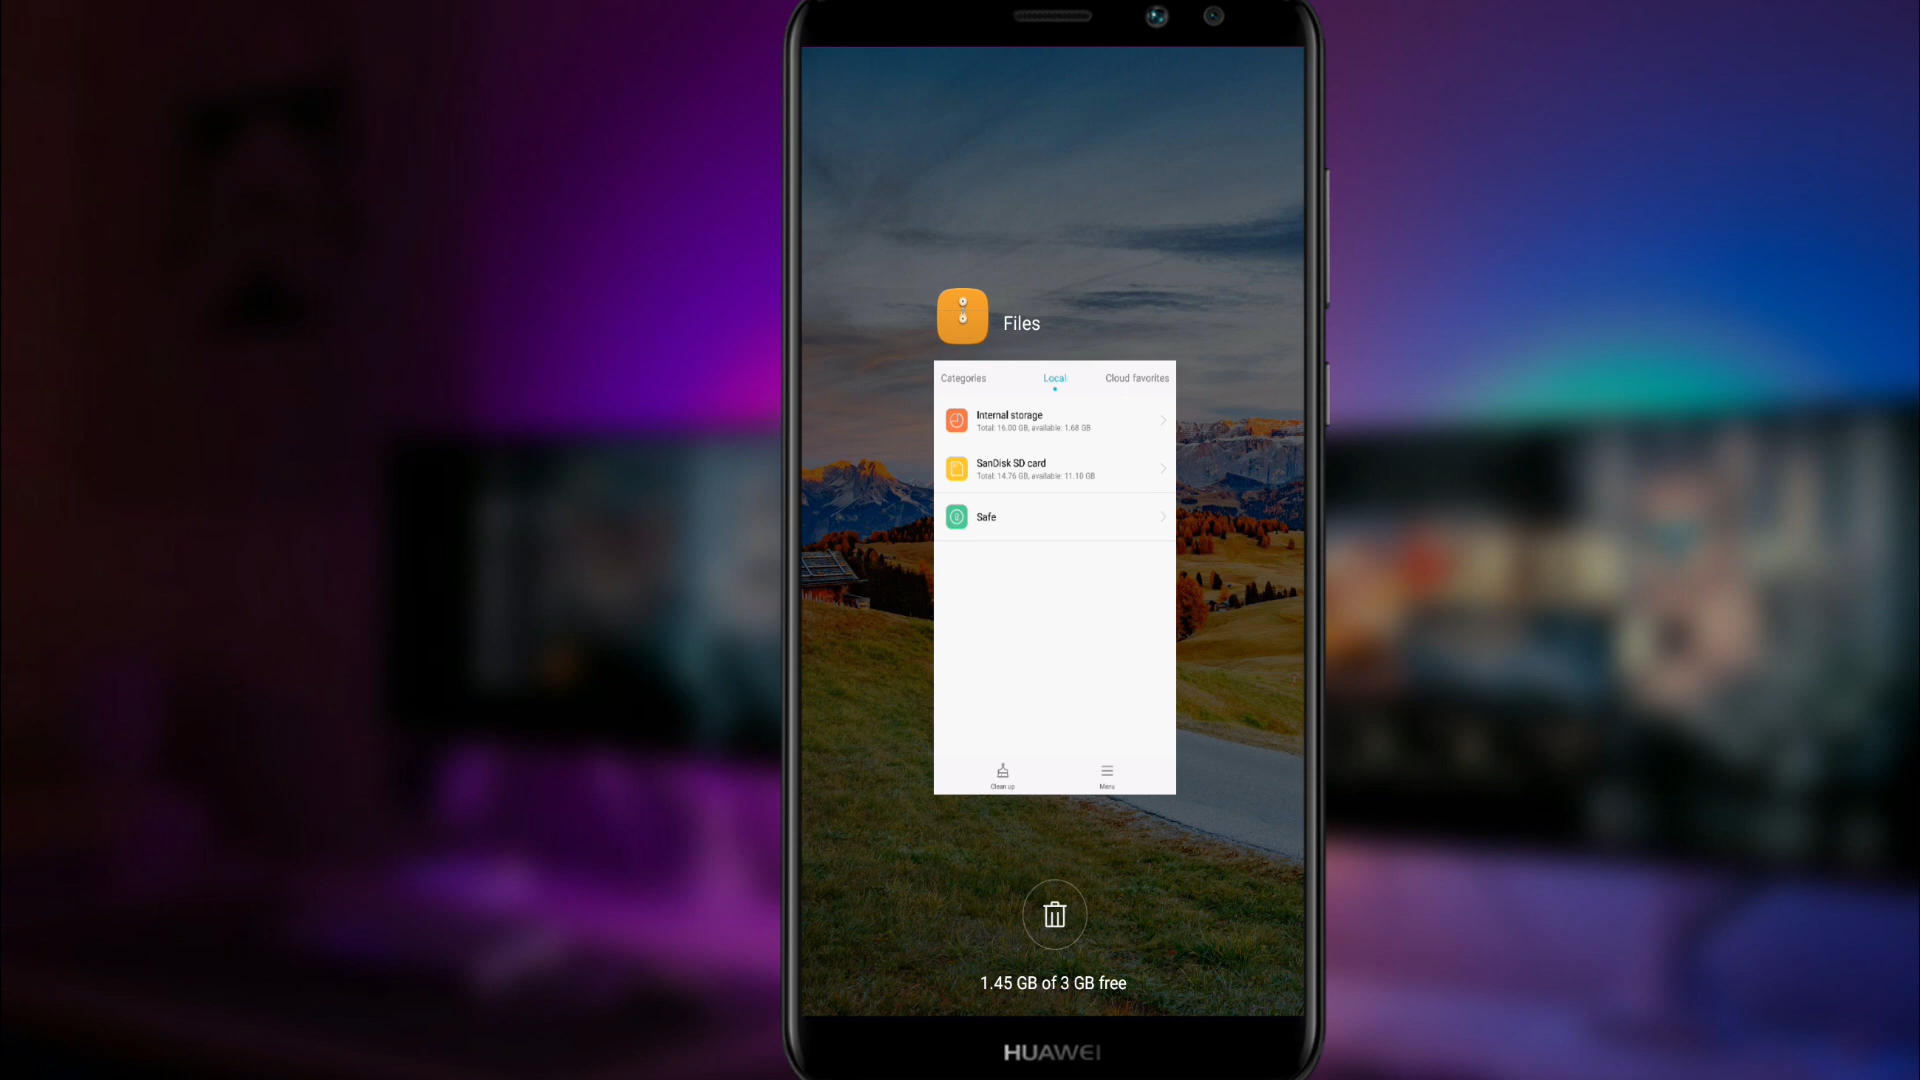 Files
Categories
Local
Cloud favorites
Internal storage
Total: 16.00 GB, available: 1.68 GB
SanDisk SD card
Total: 14.76 GB, available: 11.10 GB
Safe
Clean up
Menu
1.45 GB of 3 GB free
HUAWEI